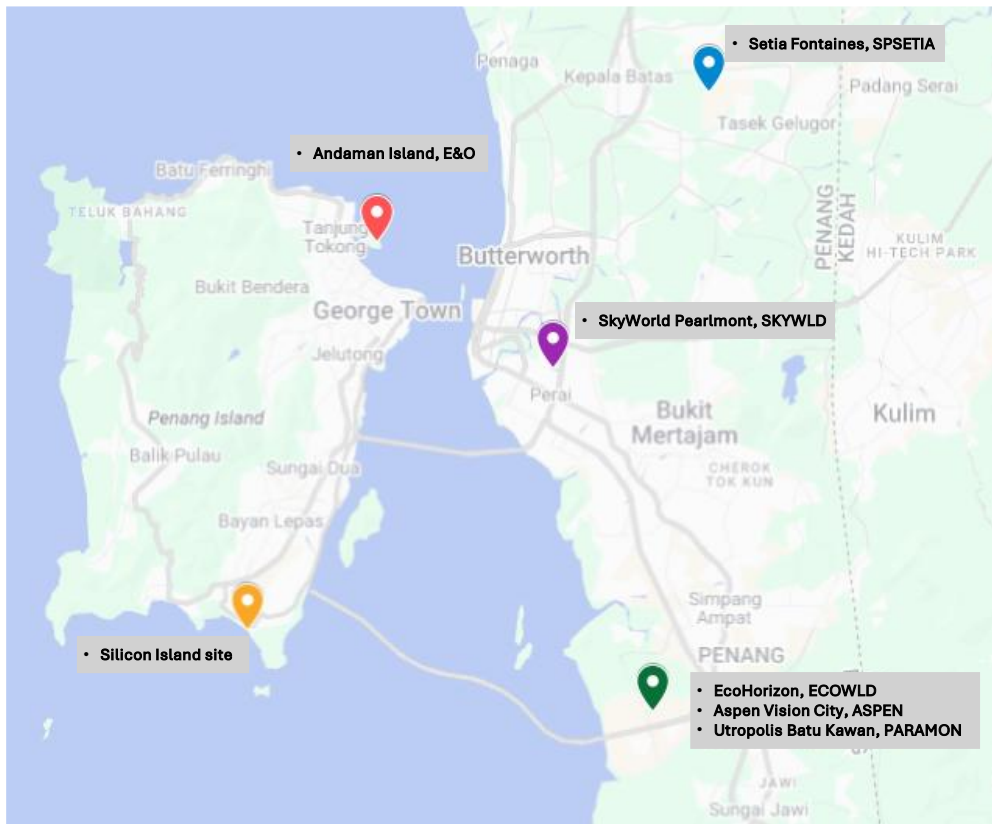 • Setia Fontaines, SPSETIA
Penaga
Kepala Batas
Padang Serai
Tasek Gelugor
• Andaman Island, E&O
Batu Ferringhi
TELUK BAHANG
Tanjung
Tokong
PENANG
KEDAH
KULIM
HI-TECH PARK
Butterworth
Bukit Bendera
George Town
• SkyWorld Pearlmont, SKYWLD
Jelutong
Perai
Penang Island
Bukit
Mertajam
Kulim
Balik Pulau
Sungai Dua
CHEROK
TOK KUN
Bayan Lepas
Simpang
Ampat
• Silicon Island site
PENANG
• EcoHorizon, ECOWLD
• Aspen Vision City, ASPEN
• Utropolis Batu Kawan, PARAMON
JAWI
Sungai Jawi